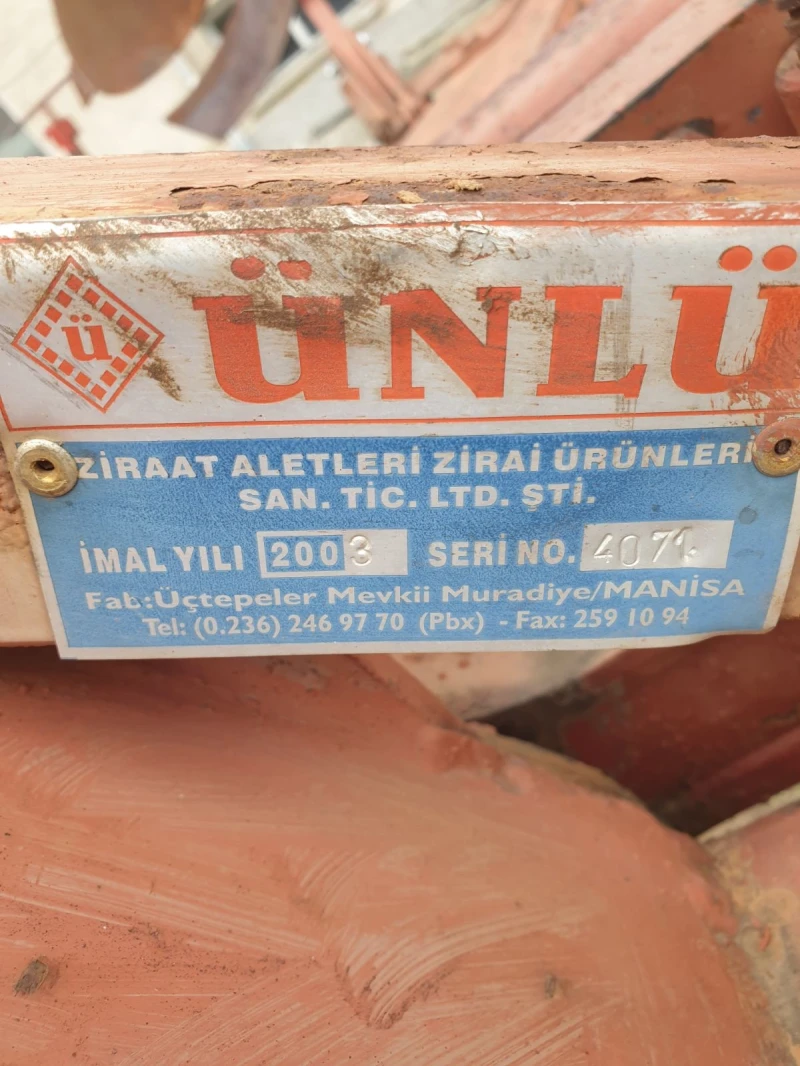 ü ÜNLÜ
ZİRAAT ALETLERİ ZİRAİ ÜRÜNLERİ
SAN. TİC. LTD. ŞTİ.
İMAL YILI 2003 SERİ NO. 4071
Fab:Üçtepeler Mevkii Muradiye/MANİSA
Tel: (0.236) 246 97 70 (Pbx) - Fax: 259 10 94